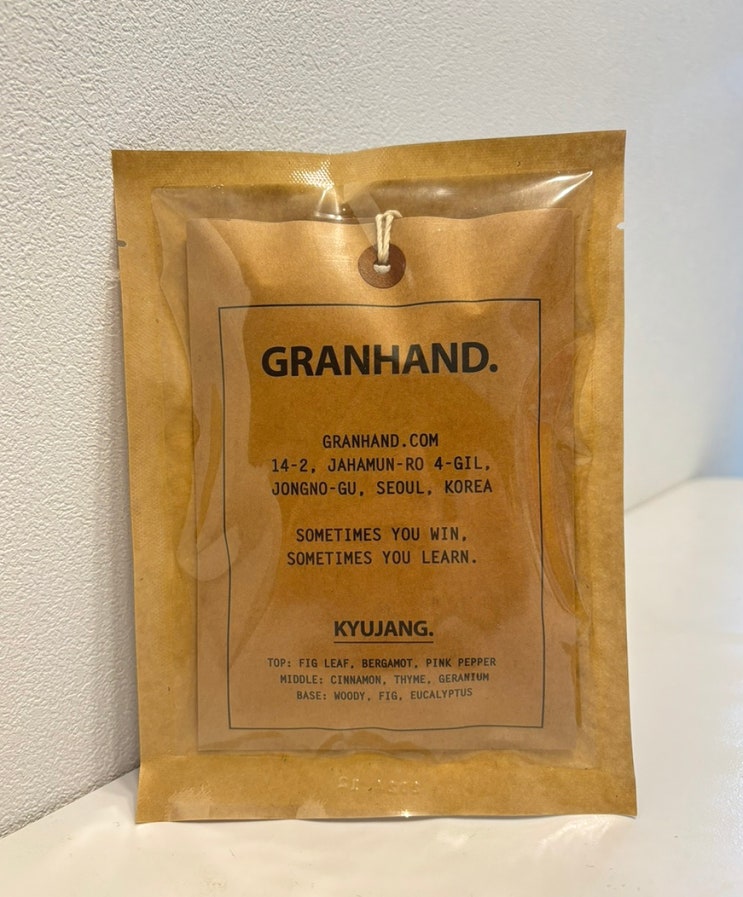 GRANHAND.
GRANHAND.COM
14-2, JAHAMUN-RO 4-GIL,
JONGNO-GU, SEOUL, KOREA
SOMETIMES YOU WIN,
SOMETIMES YOU LEARN.
KYUJANG.
TOP: FIG LEAF, BERGAMOT, PINK PEPPER
MIDDLE: CINNAMON, THYME, GERANIUM
BASE: WOODY, FIG, EUCALYPTUS